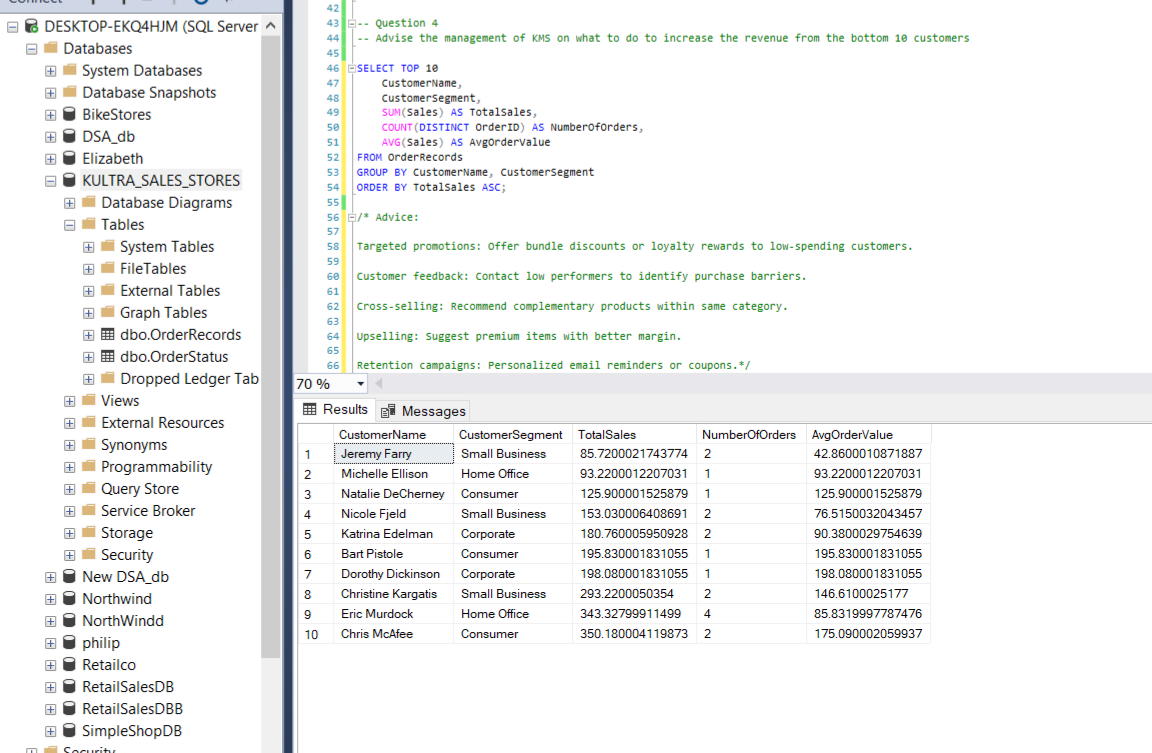 Connect
DESKTOP-EKQ4HJM (SQL Server
Databases
System Databases
Database Snapshots
BikeStores
DSA_db
Elizabeth
KULTRA_SALES_STORES
Database Diagrams
Tables
System Tables
FileTables
External Tables
Graph Tables
dbo.OrderRecords
dbo.OrderStatus
Dropped Ledger Tab
Views
External Resources
Synonyms
Programmability
Query Store
Service Broker
Storage
Security
New DSA_db
Northwind
NorthWindd
philip
Retailco
RetailSalesDB
RetailSalesDBB
SimpleShopDB
Security
42
43 -- Question 4
44 -- Advise the management of KMS on what to do to increase the revenue from the bottom 10 customers
45
46 SELECT TOP 10
47 CustomerName,
48 CustomerSegment,
49 SUM(Sales) AS TotalSales,
50 COUNT(DISTINCT OrderID) AS NumberOfOrders,
51 AVG(Sales) AS AvgOrderValue
52 FROM OrderRecords
53 GROUP BY CustomerName, CustomerSegment
54 ORDER BY TotalSales ASC;
55
56 /* Advice:
57
58 Targeted promotions: Offer bundle discounts or loyalty rewards to low-spending customers.
59
60 Customer feedback: Contact low performers to identify purchase barriers.
61
62 Cross-selling: Recommend complementary products within same category.
63
64 Upselling: Suggest premium items with better margin.
65
66 Retention campaigns: Personalized email reminders or coupons.*/
70 %
Results Messages
CustomerName CustomerSegment TotalSales NumberOfOrders AvgOrderValue
1 Jeremy Farry Small Business 85.7200021743774 2 42.8600010871887
2 Michelle Ellison Home Office 93.2200012207031 1 93.2200012207031
3 Natalie DeCherney Consumer 125.900001525879 1 125.900001525879
4 Nicole Fjeld Small Business 153.030006408691 2 76.5150032043457
5 Katrina Edelman Corporate 180.760005950928 2 90.3800029754639
6 Bart Pistole Consumer 195.830001831055 1 195.830001831055
7 Dorothy Dickinson Corporate 198.080001831055 1 198.080001831055
8 Christine Kargatis Small Business 293.2200050354 2 146.6100025177
9 Eric Murdock Home Office 343.32799911499 4 85.8319997787476
10 Chris McAfee Consumer 350.180004119873 2 175.090002059937